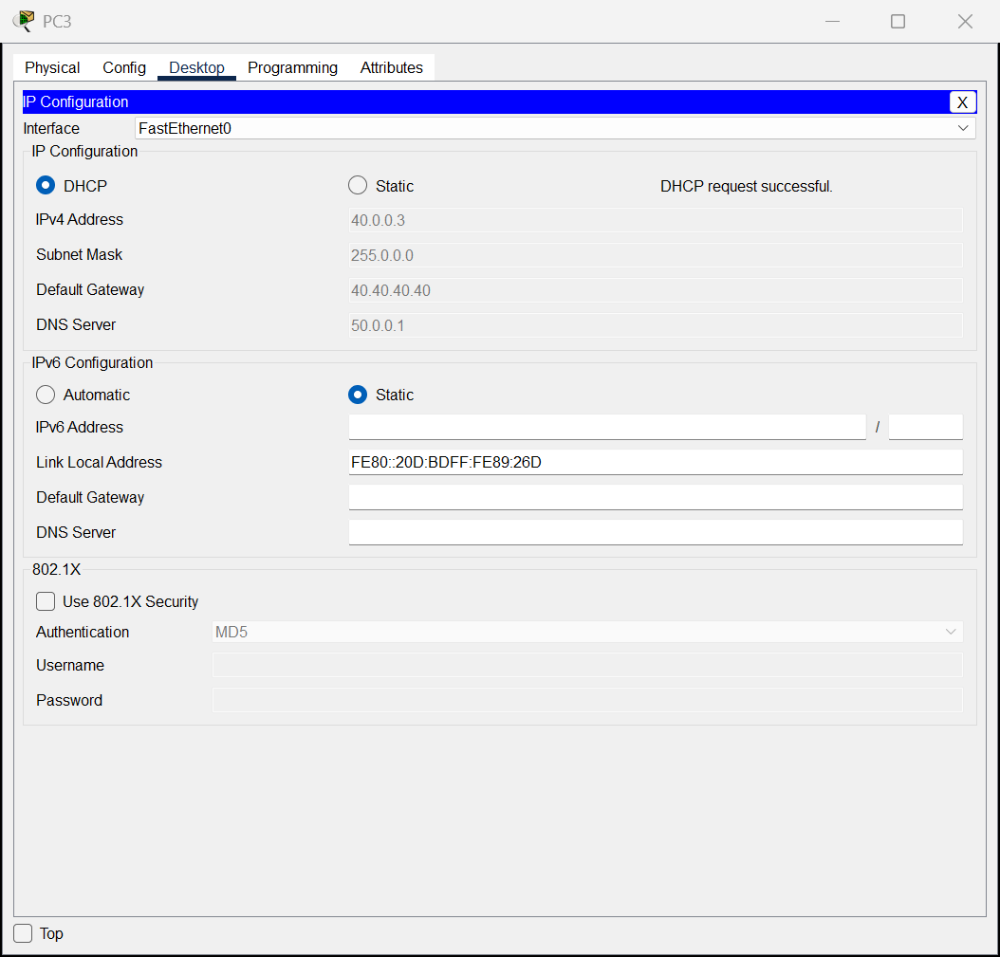 PC3
Physical Config Desktop Programming Attributes
IP Configuration X
Interface FastEthernet0
IP Configuration
DHCP Static DHCP request successful.
IPv4 Address 40.0.0.3
Subnet Mask 255.0.0.0
Default Gateway 40.40.40.40
DNS Server 50.0.0.1
IPv6 Configuration
Automatic Static
IPv6 Address /
Link Local Address FE80::20D:BDFF:FE89:26D
Default Gateway
DNS Server
802.1X
Use 802.1X Security
Authentication MD5
Username
Password
Top